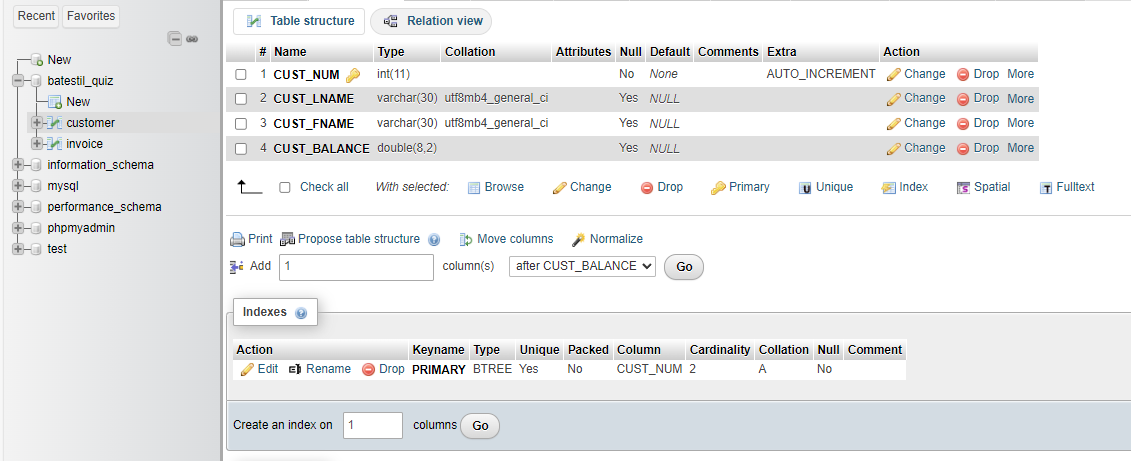 Recent Favorites
New
batestil_quiz
New
customer
invoice
information_schema
mysql
performance_schema
phpmyadmin
test
Table structure Relation view
# Name Type Collation Attributes Null Default Comments Extra Action
1 CUST_NUM int(11) No None AUTO_INCREMENT Change Drop More
2 CUST_LNAME varchar(30) utf8mb4_general_ci Yes NULL Change Drop More
3 CUST_FNAME varchar(30) utf8mb4_general_ci Yes NULL Change Drop More
4 CUST_BALANCE double(8,2) Yes NULL Change Drop More
Check all With selected: Browse Change Drop Primary Unique Index Spatial Fulltext
Print Propose table structure Move columns Normalize
Add 1 column(s) after CUST_BALANCE Go
Indexes
Action Keyname Type Unique Packed Column Cardinality Collation Null Comment
Edit Rename Drop PRIMARY BTREE Yes No CUST_NUM 2 A No
Create an index on 1 columns Go